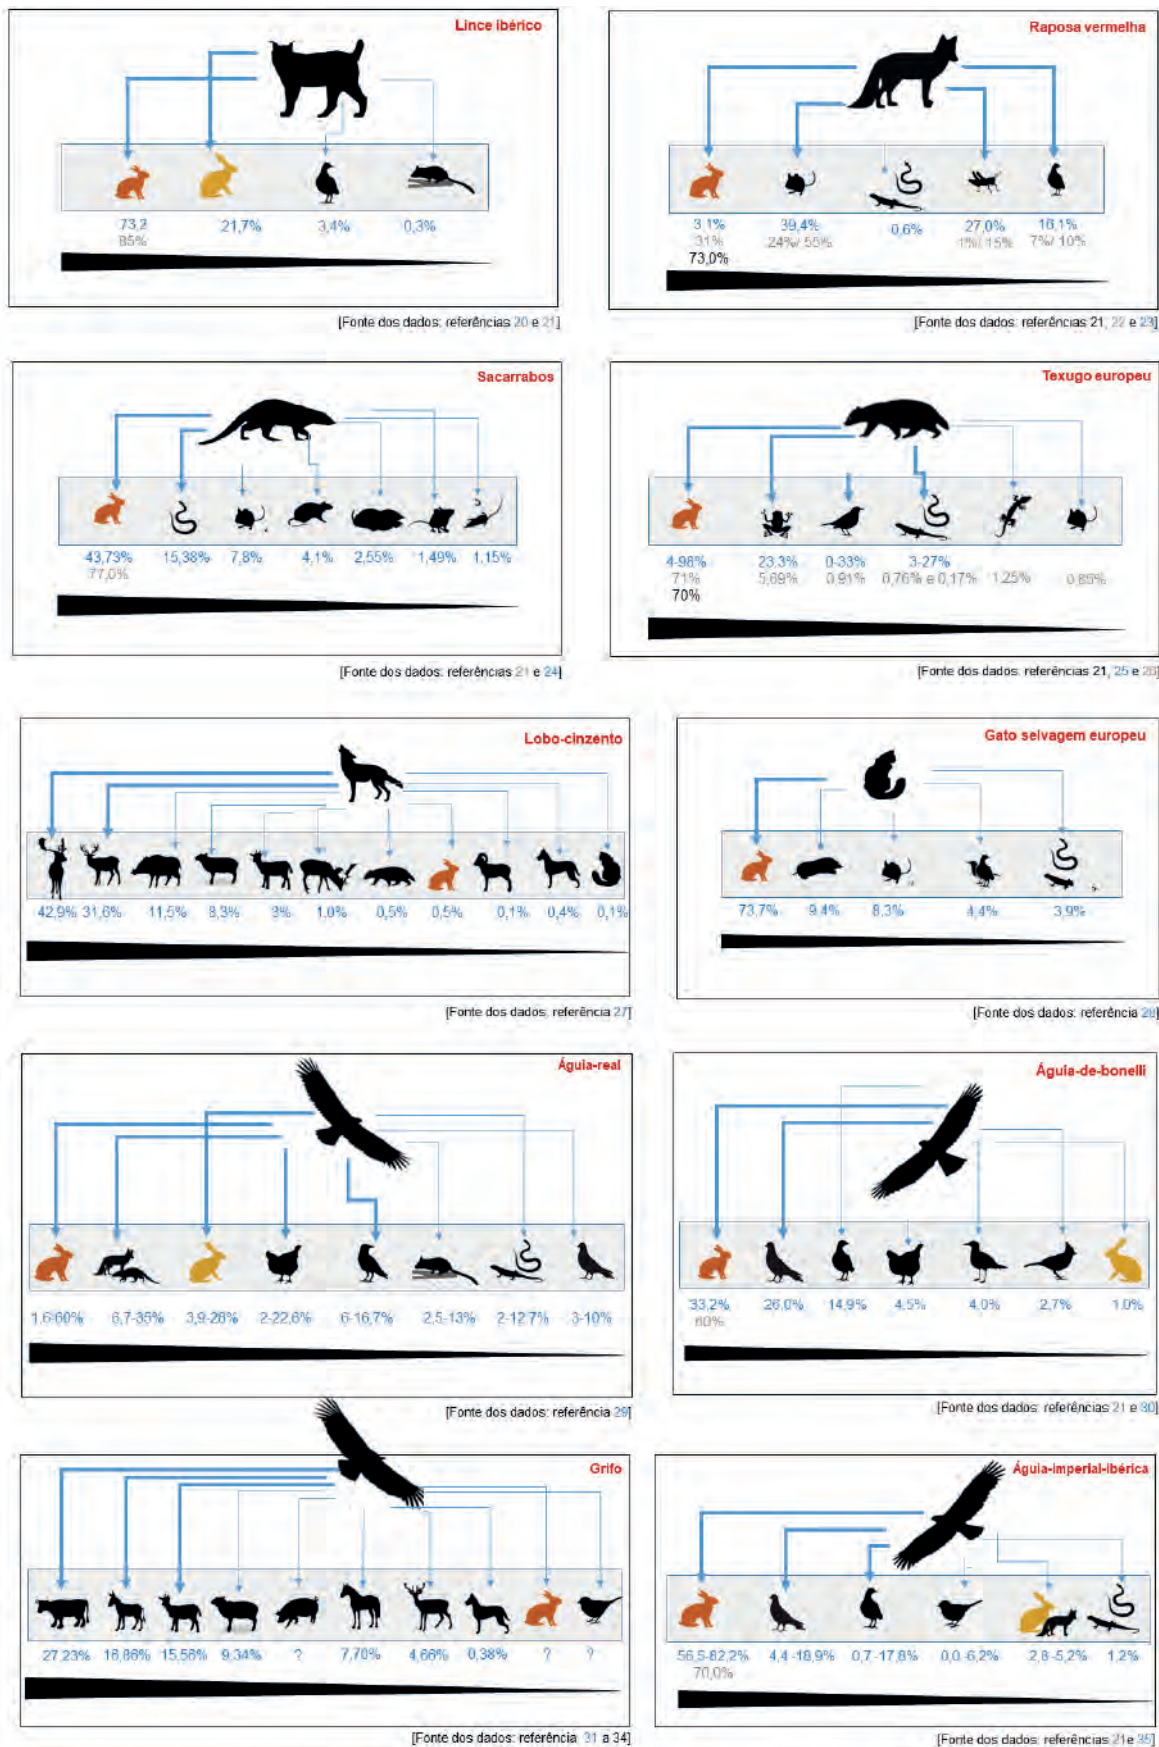 Lince ibérico
73,2 21,7% 3,4% 0,3%
85%
[Fonte dos dados: referências 20 e 21]
Raposa vermelha
3,1% 39,4% 0,6% 27,0% 16,1%
31% 24%/ 55% 1%/ 15% 7%/ 10%
73,0%
[Fonte dos dados: referências 21, 22 e 23]
Sacarrabos
43,73% 15,38% 7,8% 4,1% 2,55% 1,49% 1,15%
77,0%
[Fonte dos dados: referências 21 e 24]
Texugo europeu
4-98% 23,3% 0-33% 3-27%
71% 5,69% 0,91% 0,76% e 0,17% 1,25% 0,85%
70%
[Fonte dos dados: referências 21, 25 e 26]
Lobo-cinzento
42,9% 31,6% 11,5% 8,3% 3% 1,0% 0,5% 0,5% 0,1% 0,4% 0,1%
[Fonte dos dados: referência 27]
Gato selvagem europeu
73,7% 9,4% 8,3% 4,4% 3,9%
[Fonte dos dados: referência 28]
Águia-real
1,6-60% 6,7-35% 3,9-26% 2-22,6% 6-16,7% 2,5-13% 2-12,7% 3-10%
[Fonte dos dados: referência 29]
Águia-de-bonelli
33,2% 26,0% 14,9% 4,5% 4,0% 2,7% 1,0%
60%
[Fonte dos dados: referências 21 e 30]
Grifo
27,23% 16,86% 15,56% 9,34% ? 7,70% 4,66% 0,38% ? ?
[Fonte dos dados: referência 31 a 34]
Águia-imperial-ibérica
56,5-82,2% 4,4 -18,9% 0,7 -17,8% 0,0 -6,2% 2,8 -5,2% 1,2%
70,0%
[Fonte dos dados: referências 21 e 35]